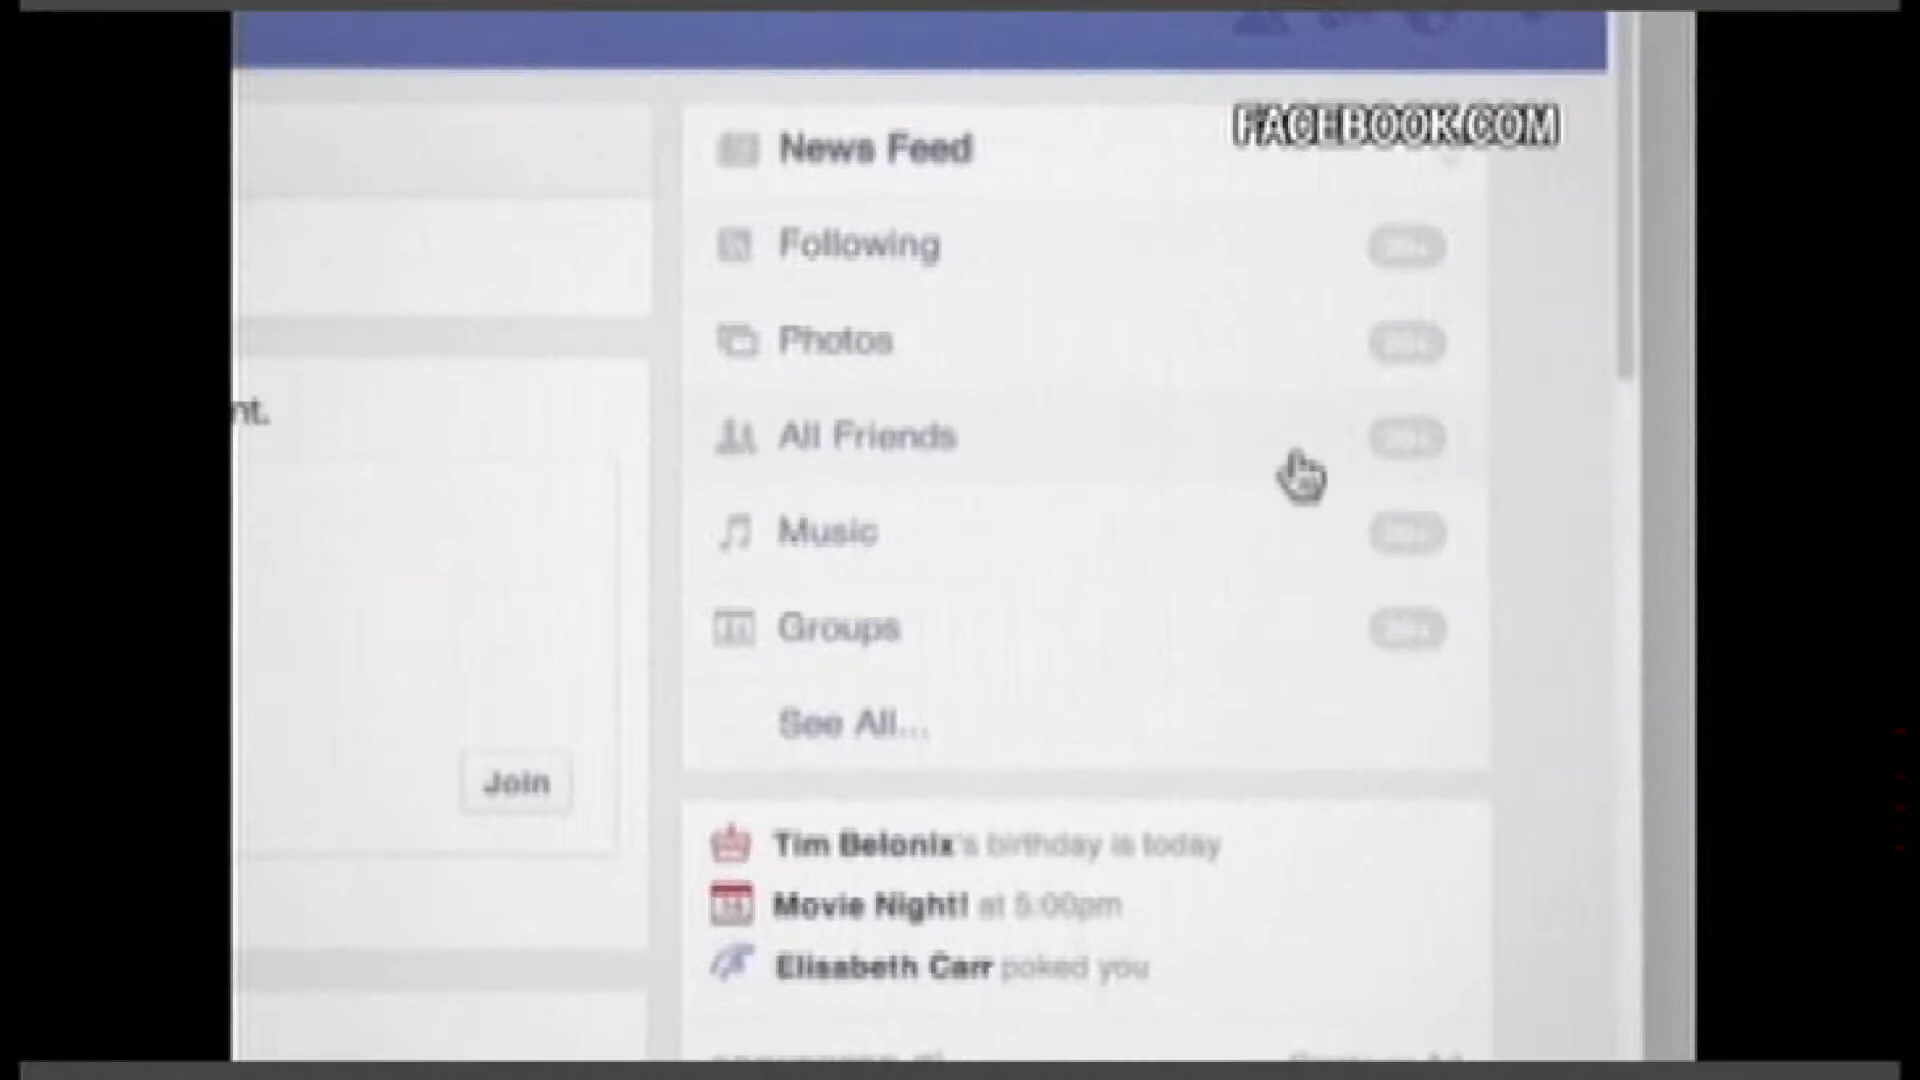 FACEBOOK.COM
News Feed
Following
Photos
nt.
All Friends
Music
Groups
See All...
Join
Tim Belonix's birthday is today
Movie Night! at 5:00pm
Elisabeth Carr poked you